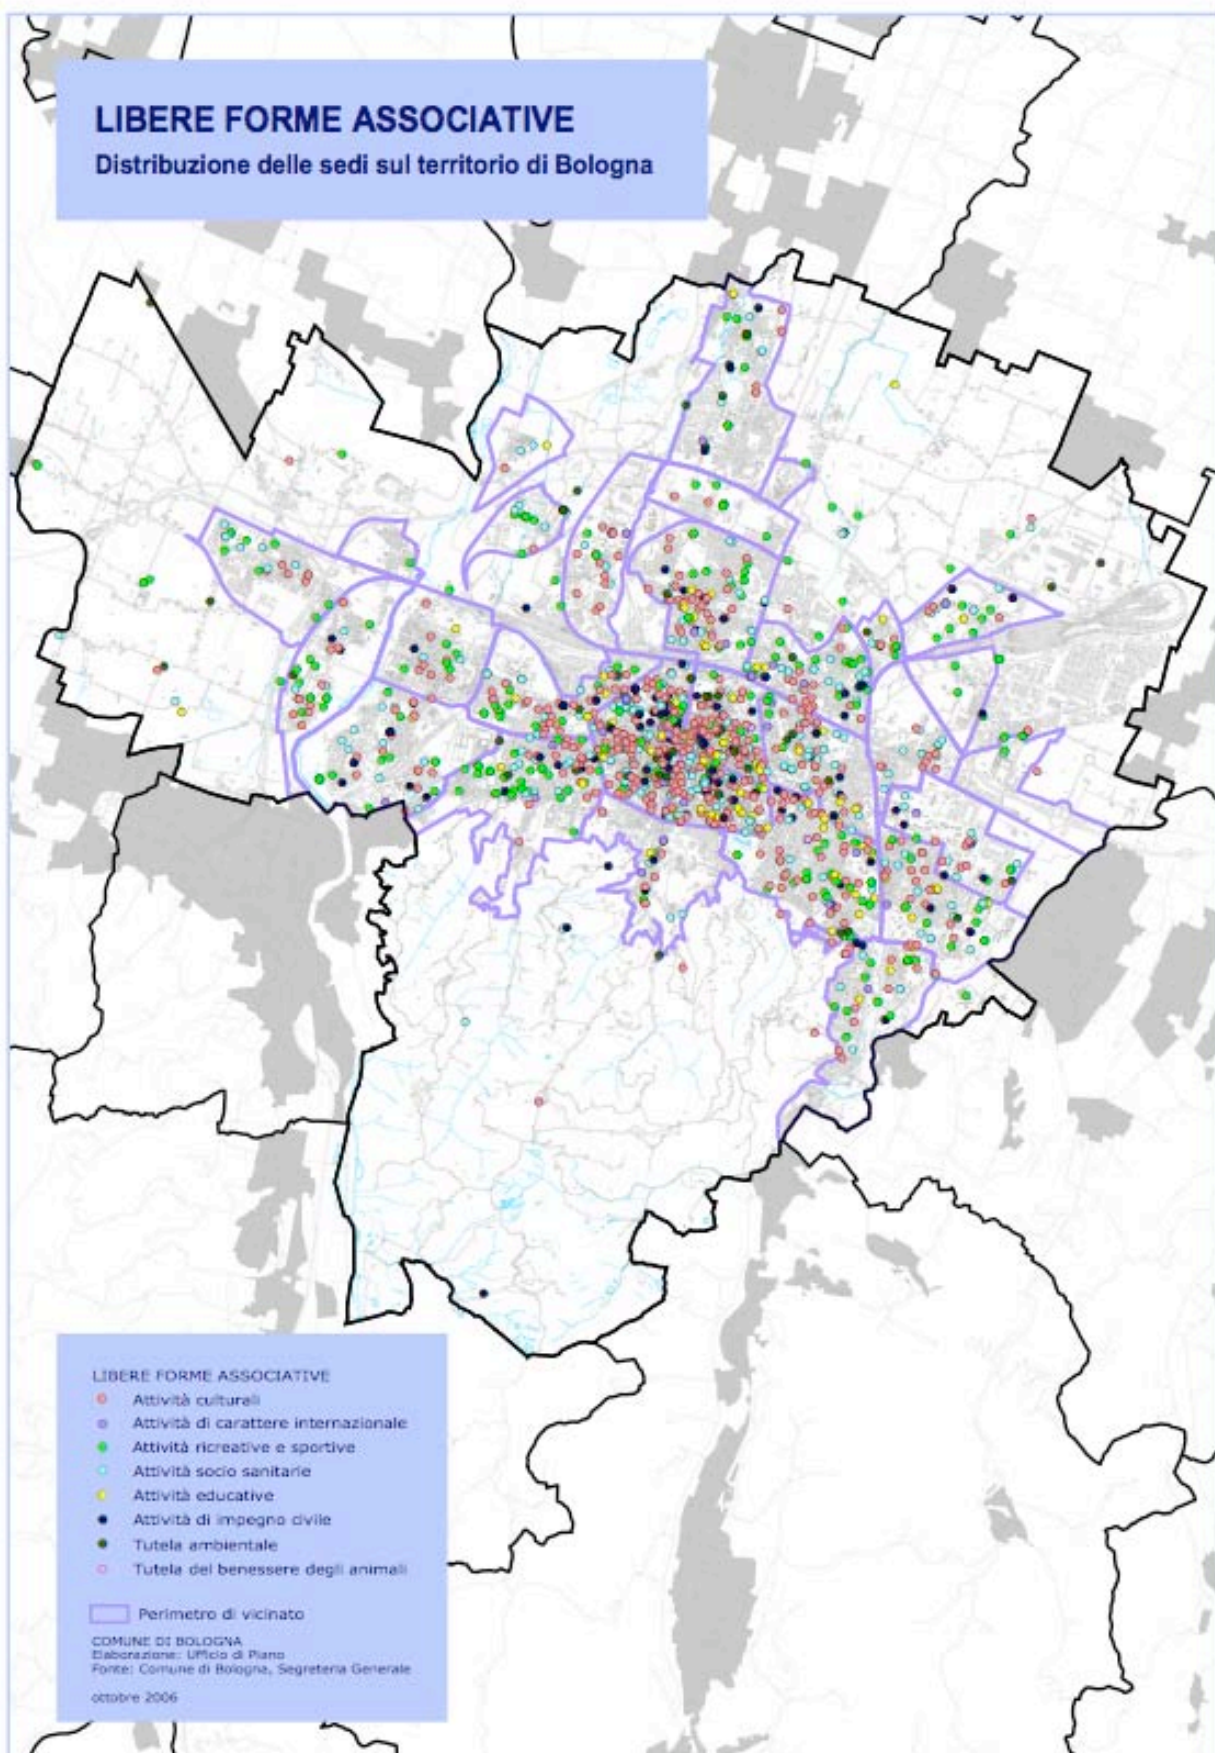 LIBERE FORME ASSOCIATIVE
Distribuzione delle sedi sul territorio di Bologna
LIBERE FORME ASSOCIATIVE
Attività culturali
Attività di carattere internazionale
Attività ricreative e sportive
Attività socio sanitarie
Attività educative
Attività di impegno civile
Tutela ambientale
Tutela del benessere degli animali
Perimetro di vicinato
COMUNE DI BOLOGNA
Elaborazione: Ufficio di Piano
Fonte: Comune di Bologna, Segreteria Generale
ottobre 2006